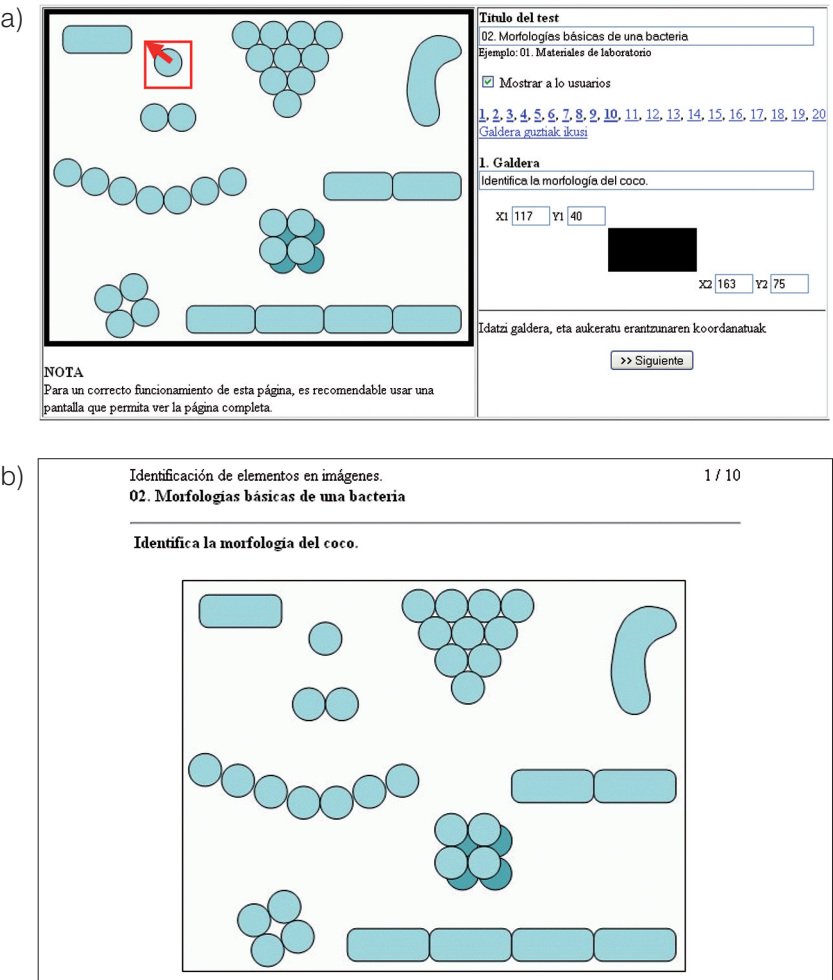 a)
Título del test
02. Morfologías básicas de una bacteria
Ejemplo: 01. Materiales de laboratorio
Mostrar a lo usuarios
1, 2, 3, 4, 5, 6, 7, 8, 9, 10, 11, 12, 13, 14, 15, 16, 17, 18, 19, 20
Galdera guztiak ikusi
1. Galdera
Identifica la morfología del coco.
X1 117 Y1 40
X2 163 Y2 75
Idatzi galdera, eta aukeratu erantzunaren koordenatuak
>> Siguiente
NOTA
Para un correcto funcionamiento de esta página, es recomendable usar una
pantalla que permita ver la página completa.
b)
Identificación de elementos en imágenes. 1 / 10
02. Morfologías básicas de una bacteria
Identifica la morfología del coco.